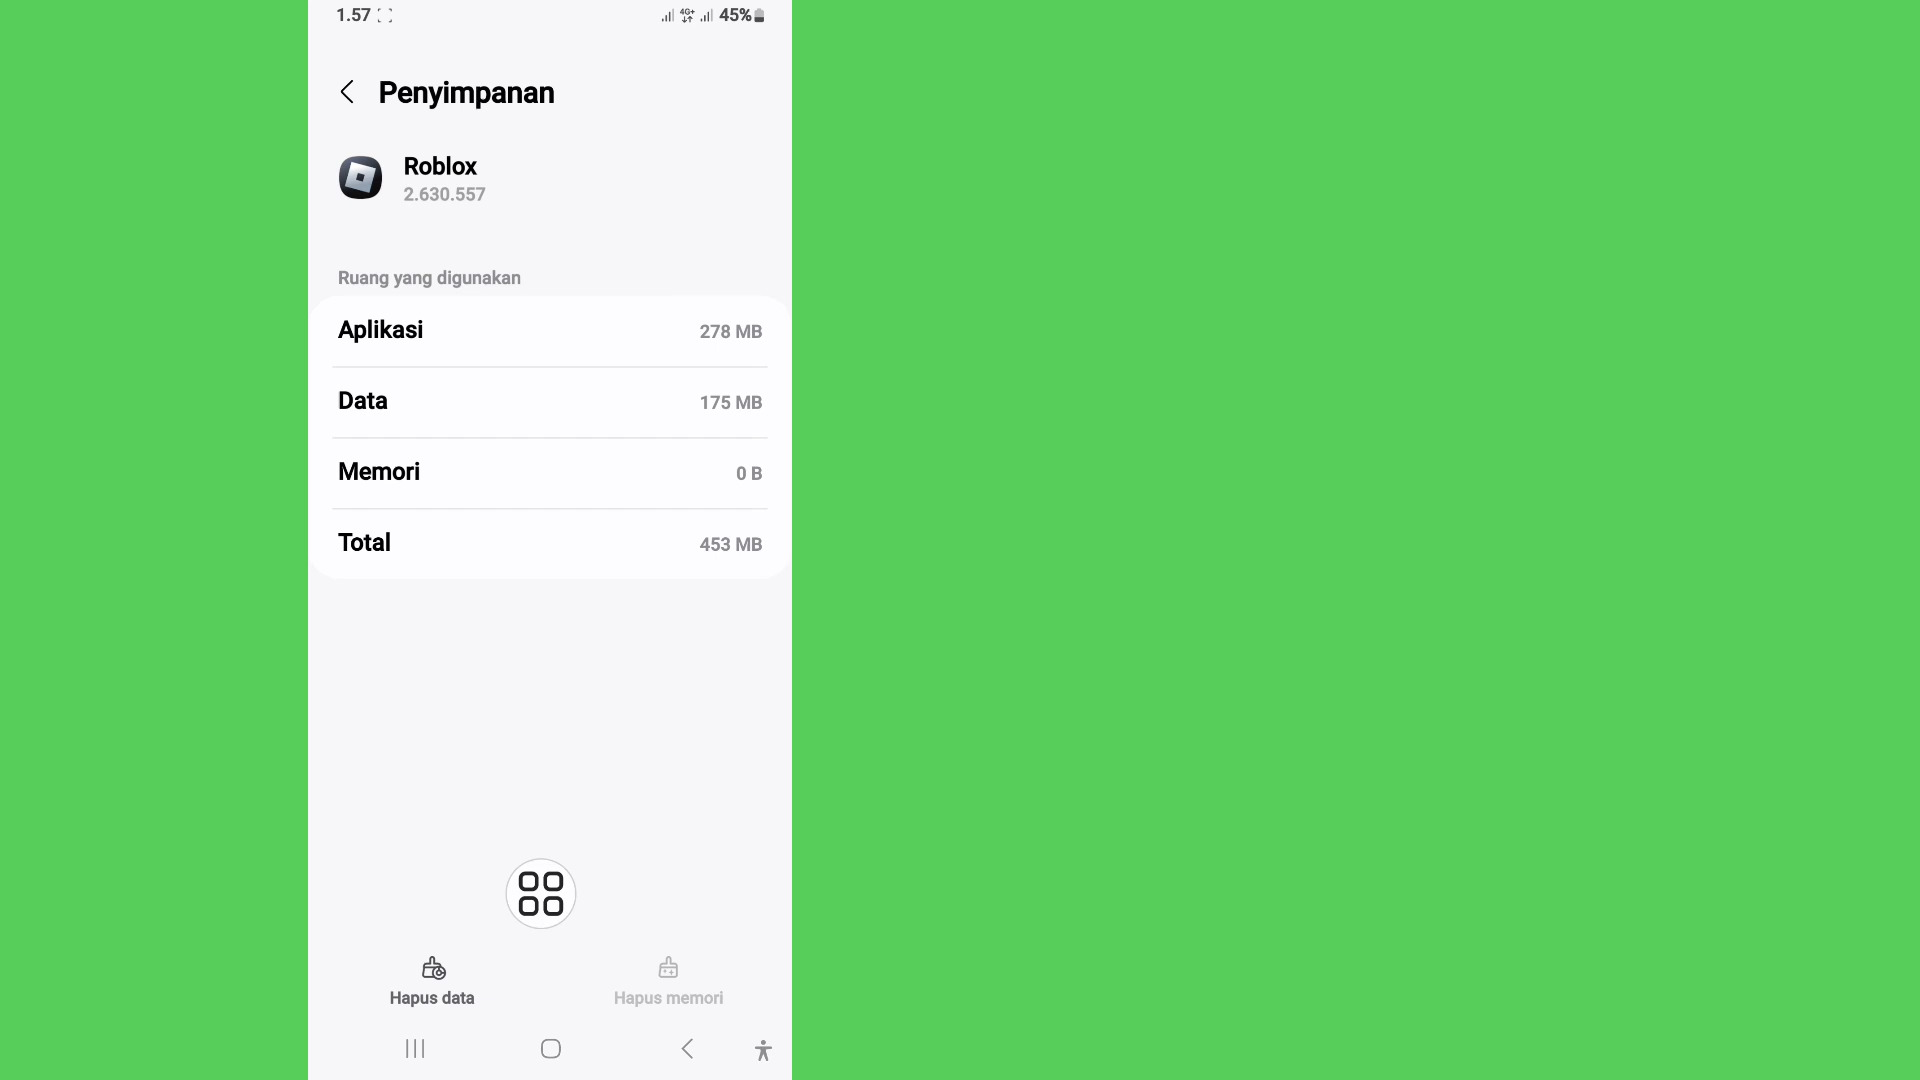 1.57
4G+
45%
Penyimpanan
Roblox
2.630.557
Ruang yang digunakan
Aplikasi 278 MB
Data 175 MB
Memori 0 B
Total 453 MB
Hapus data
Hapus memori